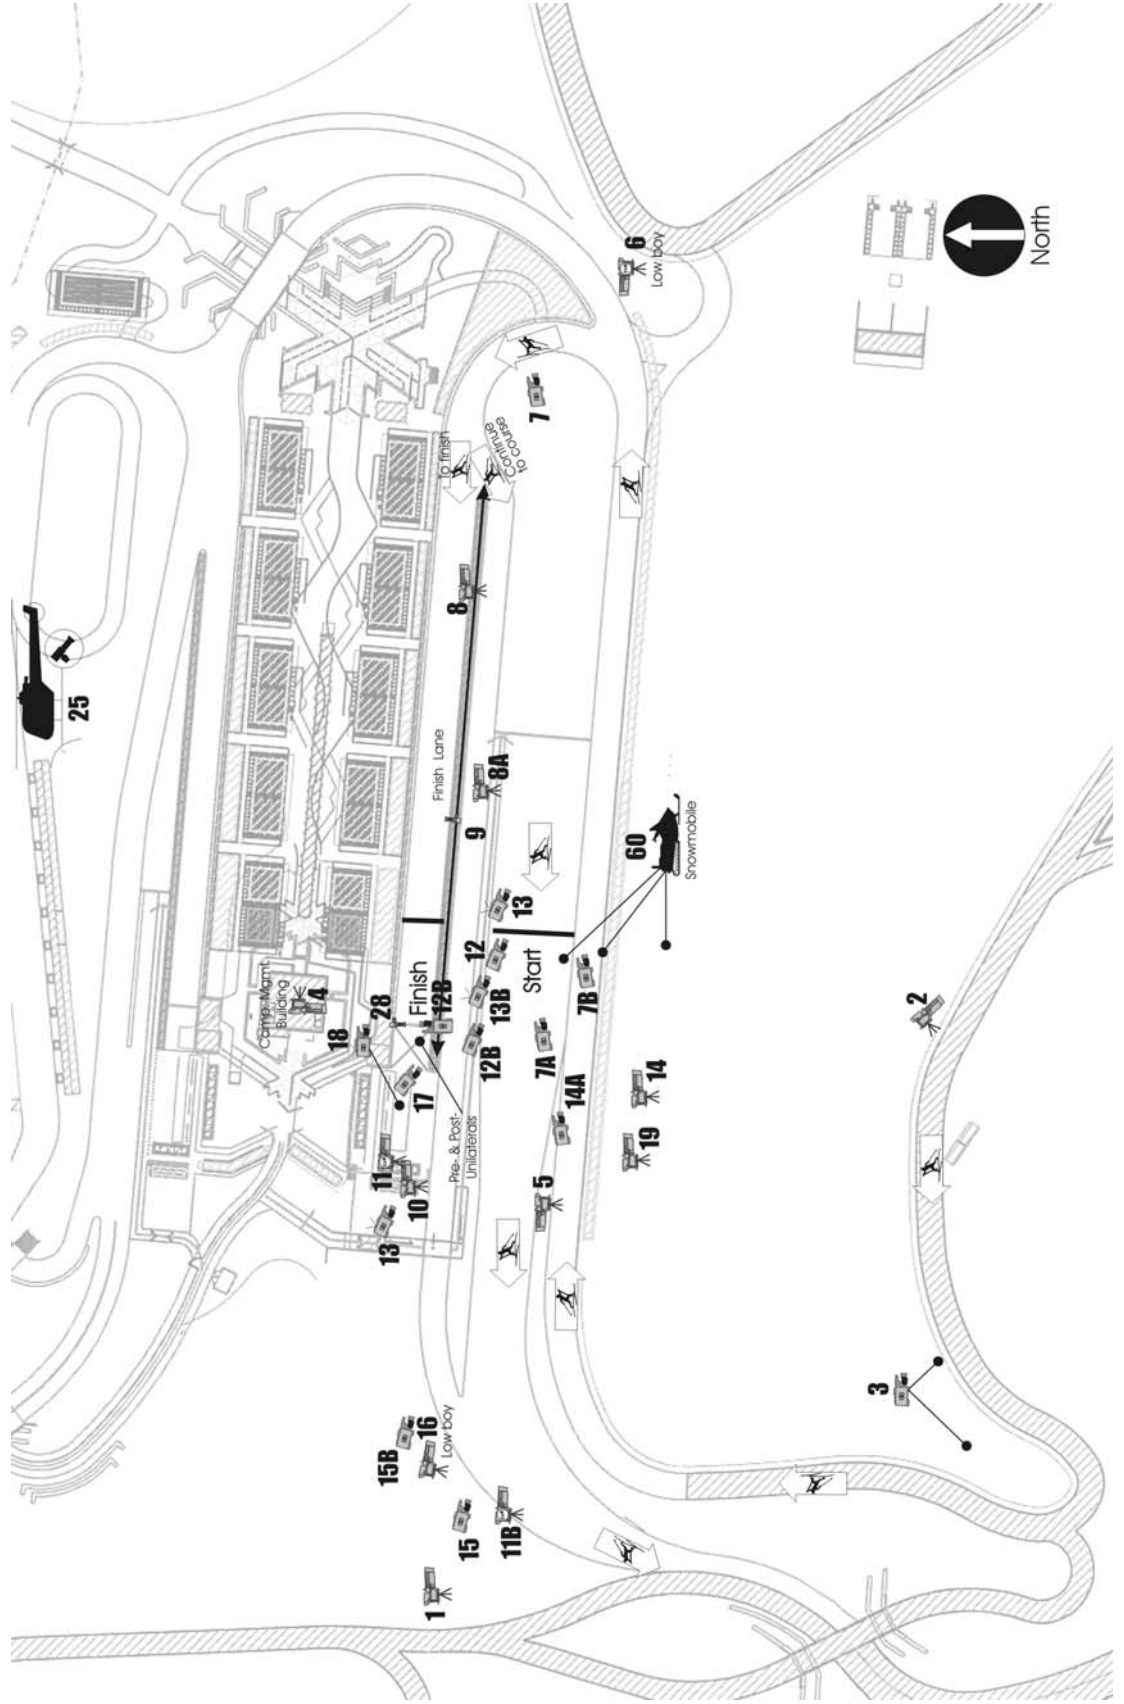 25
6
Low boy
North
7
To finish
Continue
to course
8
Finish Lane
8A
9
60
Snowmobile
13
12
Start
Finish
Comp. Mgmt.
Building
4
28
18
12B
13B
12B
7B
7A
14A
17
Pre- & Post-
Unilaterals
11
10
13
14
19
5
2
3
16
Low boy
15B
15
11B
1